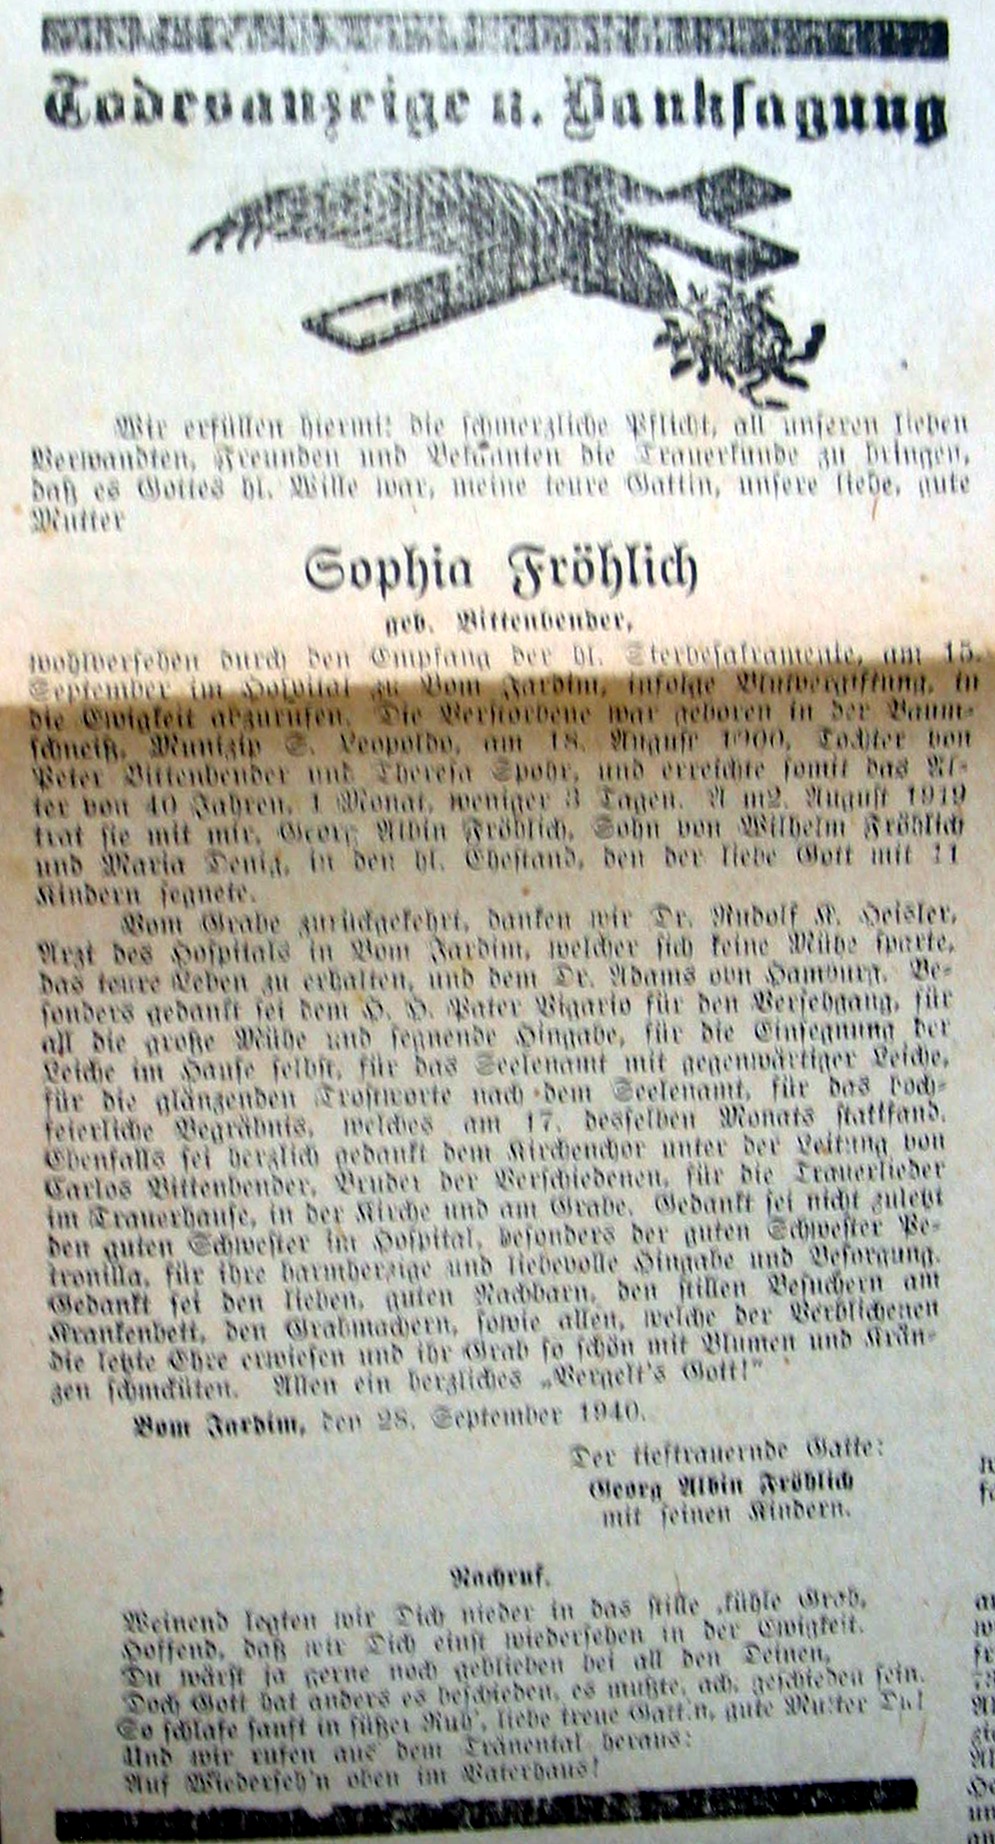 Todesanzeige u. Danksagung
Wir erfüllen hiermit die schmerzliche Pflicht, all unseren lieben
Verwandten, Freunden und Bekannten die Trauerkunde zu bringen,
daß es Gottes hl. Wille war, meine teure Gattin, unsere liebe, gute
Mutter
Sophia Fröhlich
geb. Bittenbender,
wohlversehen durch den Empfang der hl. Sterbesakramente, am 15.
September im Hospital zu Bom Jardim, infolge Blutvergiftung, in
die Ewigkeit abzurufen. Die Verstorbene war geboren in der Baum-
schneiß, Munizip S. Leopoldo, am 18. August 1900, Tochter von
Peter Bittenbender und Theresa Spohr, und erreichte somit das Al-
ter von 40 Jahren, 1 Monat, weniger 3 Tagen. A m2. August 1919
trat sie mit mir, Georg Albin Fröhlich, Sohn von Wilhelm Fröhlich
und Maria Denig, in den hl. Ehestand, den der liebe Gott mit 11
Kindern segnete.
Vom Grabe zurückgekehrt, danken wir Dr. Rudolf K. Heisler,
Arzt des Hospitals in Bom Jardim, welcher sich keine Mühe sparte,
das teure Leben zu erhalten, und dem Dr. Adams ovn Hamburg. Be-
sonders gedankt sei dem H. H. Pater Vigario für den Versehgang, für
all die große Mühe und segnende Hingabe, für die Einsegnung der
Leiche im Hause selbst, für das Seelenamt mit gegenwärtiger Leiche,
für die glänzenden Trostworte nach dem Seelenamt, für das hoch-
feierliche Begräbnis, welches am 17. desselben Monats stattfand.
Ebenfalls sei herzlich gedankt dem Kirchenchor unter der Leitung von
Carlos Bittenbender, Bruder der Verschiedenen, für die Trauerlieder
im Trauerhause, in der Kirche und am Grabe. Gedankt sei nicht zuletzt
den guten Schwester im Hospital, besonders der guten Schwester Pe-
tronilla, für ihre barmherzige und liebevolle Hingabe und Besorgung.
Gedankt sei den lieben, guten Nachbarn, den stillen Besuchern am
Krankenbett, den Grabmachern, sowie allen, welche der Verblichenen
die letzte Ehre erwiesen und ihr Grab so schön mit Blumen und Krän-
zen schmcküten. Allen ein herzliches „Vergelt's Gott!"
Bom Jardim, den 28. September 1940.
Der tieftrauernde Gatte:
Georg Albin Fröhlich
mit seinen Kindern.
Nachruf.
Weinend legten wir Dich nieder in das stille ,kühle Grab,
Hoffend, daß wir Dich einst wiedersehen in der Ewigkeit.
Du wärst ja gerne noch geblieben bei all den Deinen,
Doch Gott hat anders es beschieden, es mußte, ach, geschieden sein.
So schlafe sanft in süßer Ruh', liebe treue Gattin, gute Mutter Du!
Und wir rufen aus dem Tränental heraus:
Auf Wiederseh'n oben im Vaterhaus!